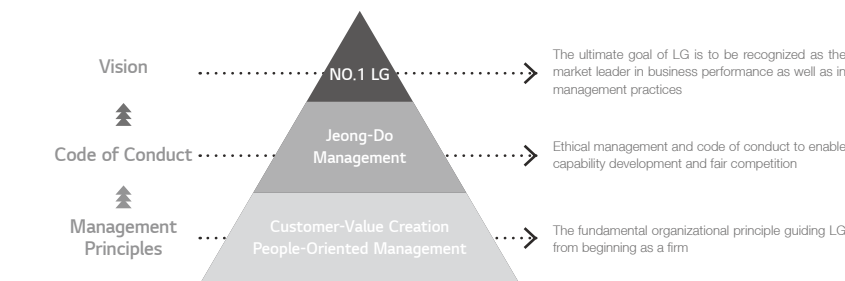 Vision
NO.1 LG
The ultimate goal of LG is to be recognized as the
market leader in business performance as well as in
management practices
Code of Conduct
Jeong-Do
Management
Ethical management and code of conduct to enable
capability development and fair competition
Management
Principles
Customer-Value Creation
People-Oriented Management
The fundamental organizational principle guiding LG
from beginning as a firm